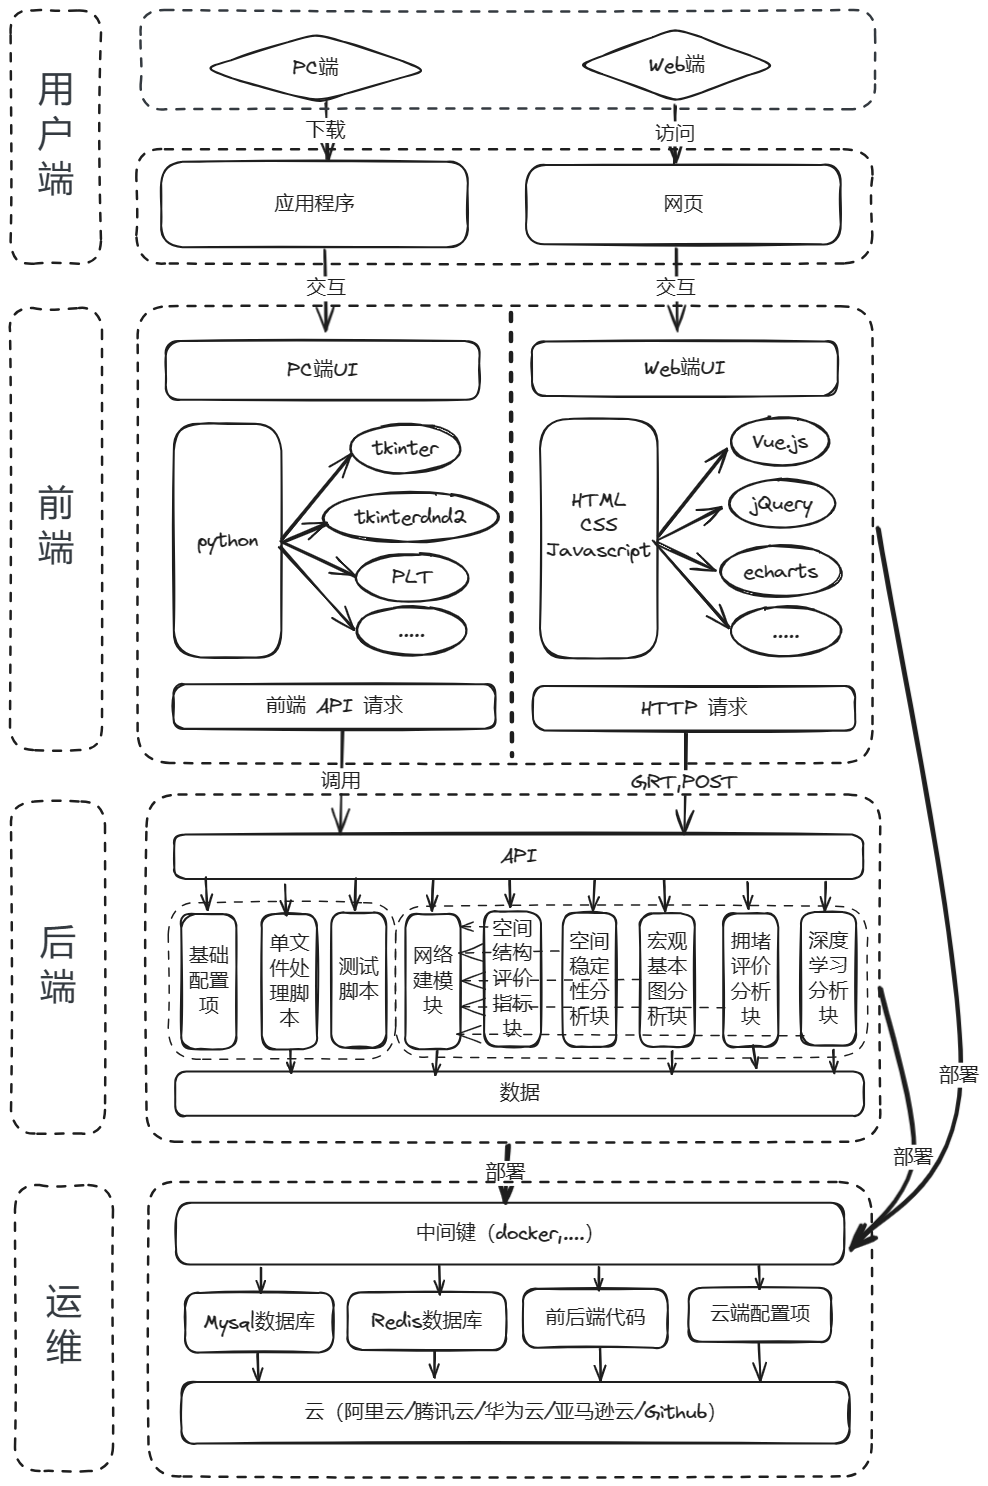 用
户
端
PC端
Web端
下载
访问
应用程序
网页
交互
交互
前
端
PC端UI
Web端UI
python
tkinter
tkinterdnd2
PLT
.....
HTML
CSS
Javascript
Vue.js
jQuery
echarts
.....
前端 API 请求
HTTP 请求
调用
GRT,POST
后
端
API
基础
配置
项
单文
件处
理脚
本
测试
脚本
网络
建模
块
空间
结构
评价
指标
块
空间
稳定
性分
析块
宏观
基本
图分
析块
拥堵
评价
分析
块
深度
学习
分析
块
数据
部署
部署
部署
运
维
中间键（docker,....）
Mysal数据库
Redis数据库
前后端代码
云端配置项
云（阿里云/腾讯云/华为云/亚马逊云/Github）